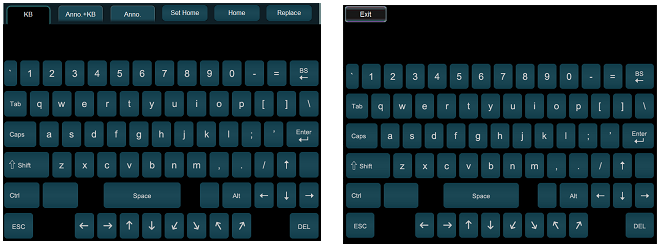 KB Anno.+KB Anno. Set Home Home Replace
` 1 2 3 4 5 6 7 8 9 0 - = BS ←
Tab q w e r t y u i o p [ ] \
Caps a s d f g h j k l ; ' Enter ↵
⇧ Shift z x c v b n m , . / ↑
Ctrl Space Alt ← ↓ →
ESC ← → ↑ ↓ ↙ ↘ ↖ ↗ DEL
Exit
` 1 2 3 4 5 6 7 8 9 0 - = BS ←
Tab q w e r t y u i o p [ ] \
Caps a s d f g h j k l ; ' Enter ↵
⇧ Shift z x c v b n m , . / ↑
Ctrl Space Alt ← ↓ →
ESC ← → ↑ ↓ ↙ ↘ ↖ ↗ DEL